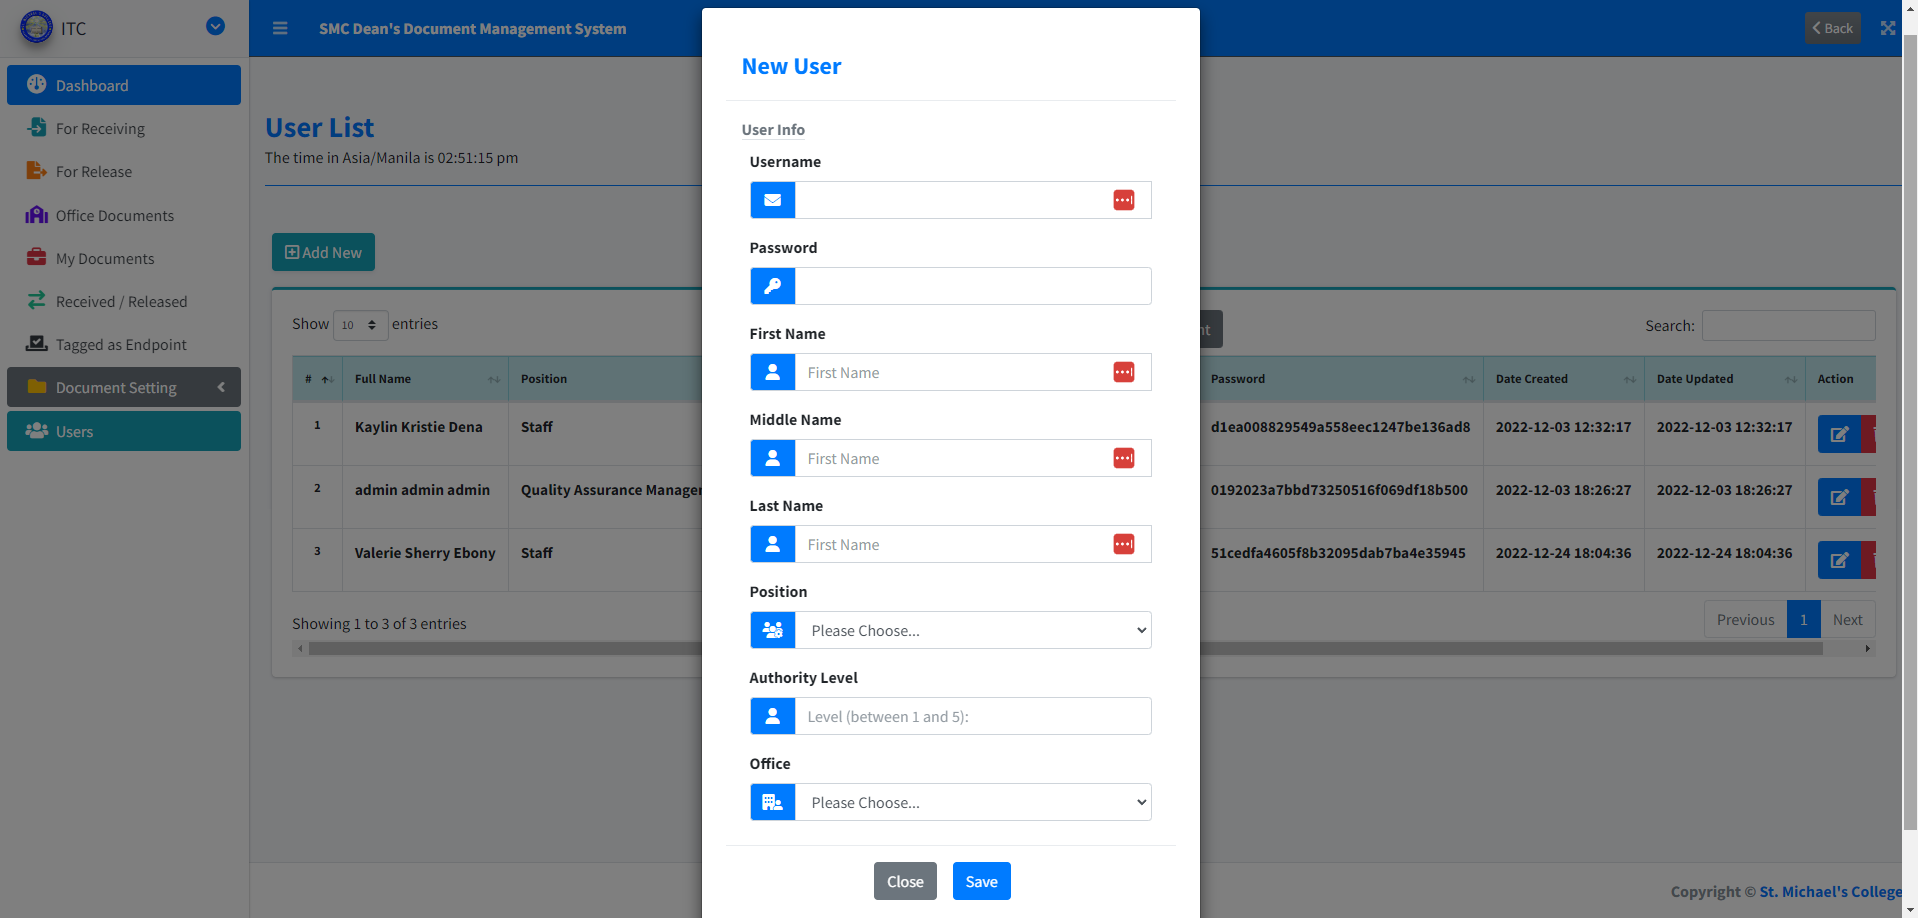 ITC
SMC Dean's Document Management System
Back
Dashboard
For Receiving
For Release
Office Documents
My Documents
Received / Released
Tagged as Endpoint
Document Setting
Users
User List
The time in Asia/Manila is 02:51:15 pm
Add New
Show 10 entries
Search:
# Full Name Position Password Date Created Date Updated Action
1 Kaylin Kristie Dena Staff d1ea008829549a558eec1247be136ad8 2022-12-03 12:32:17 2022-12-03 12:32:17
2 admin admin admin Quality Assurance Manager 0192023a7bbd73250516f069df18b500 2022-12-03 18:26:27 2022-12-03 18:26:27
3 Valerie Sherry Ebony Staff 51cedfa4605f8b32095dab7ba4e35945 2022-12-24 18:04:36 2022-12-24 18:04:36
Showing 1 to 3 of 3 entries
Previous 1 Next
New User
User Info
Username
Password
First Name
First Name
Middle Name
First Name
Last Name
First Name
Position
Please Choose...
Authority Level
Level (between 1 and 5):
Office
Please Choose...
Close Save
Copyright © St. Michael's College